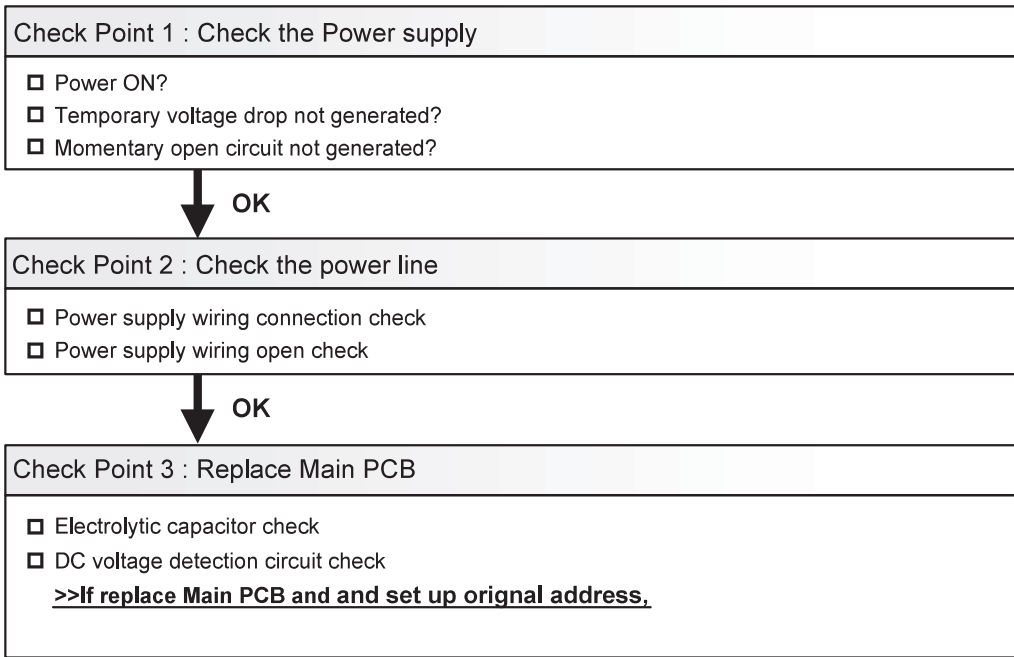 Check Point 1 : Check the Power supply
Power ON?
Temporary voltage drop not generated?
Momentary open circuit not generated?
OK
Check Point 2 : Check the power line
Power supply wiring connection check
Power supply wiring open check
OK
Check Point 3 : Replace Main PCB
Electrolytic capacitor check
DC voltage detection circuit check
>>If replace Main PCB and and set up orignal address,